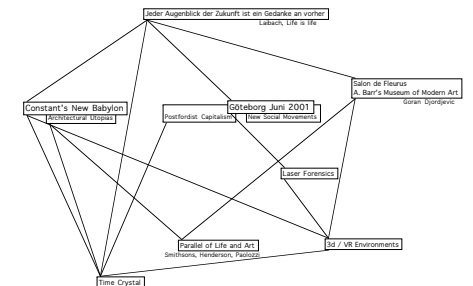 Jeder Augenblick der Zukunft ist ein Gedanke an vorher
Laibach, Life is life
Salon de Fleurus
A. Barr's Museum of Modern Art
Goran Djordjevic
Constant's New Babylon
Architectural Utopias
Göteborg Juni 2001
Postfordist Capitalism
New Social Movements
Laser Forensics
Parallel of Life and Art
Smithsons, Henderson, Paolozzi
3d / VR Environments
Time Crystal